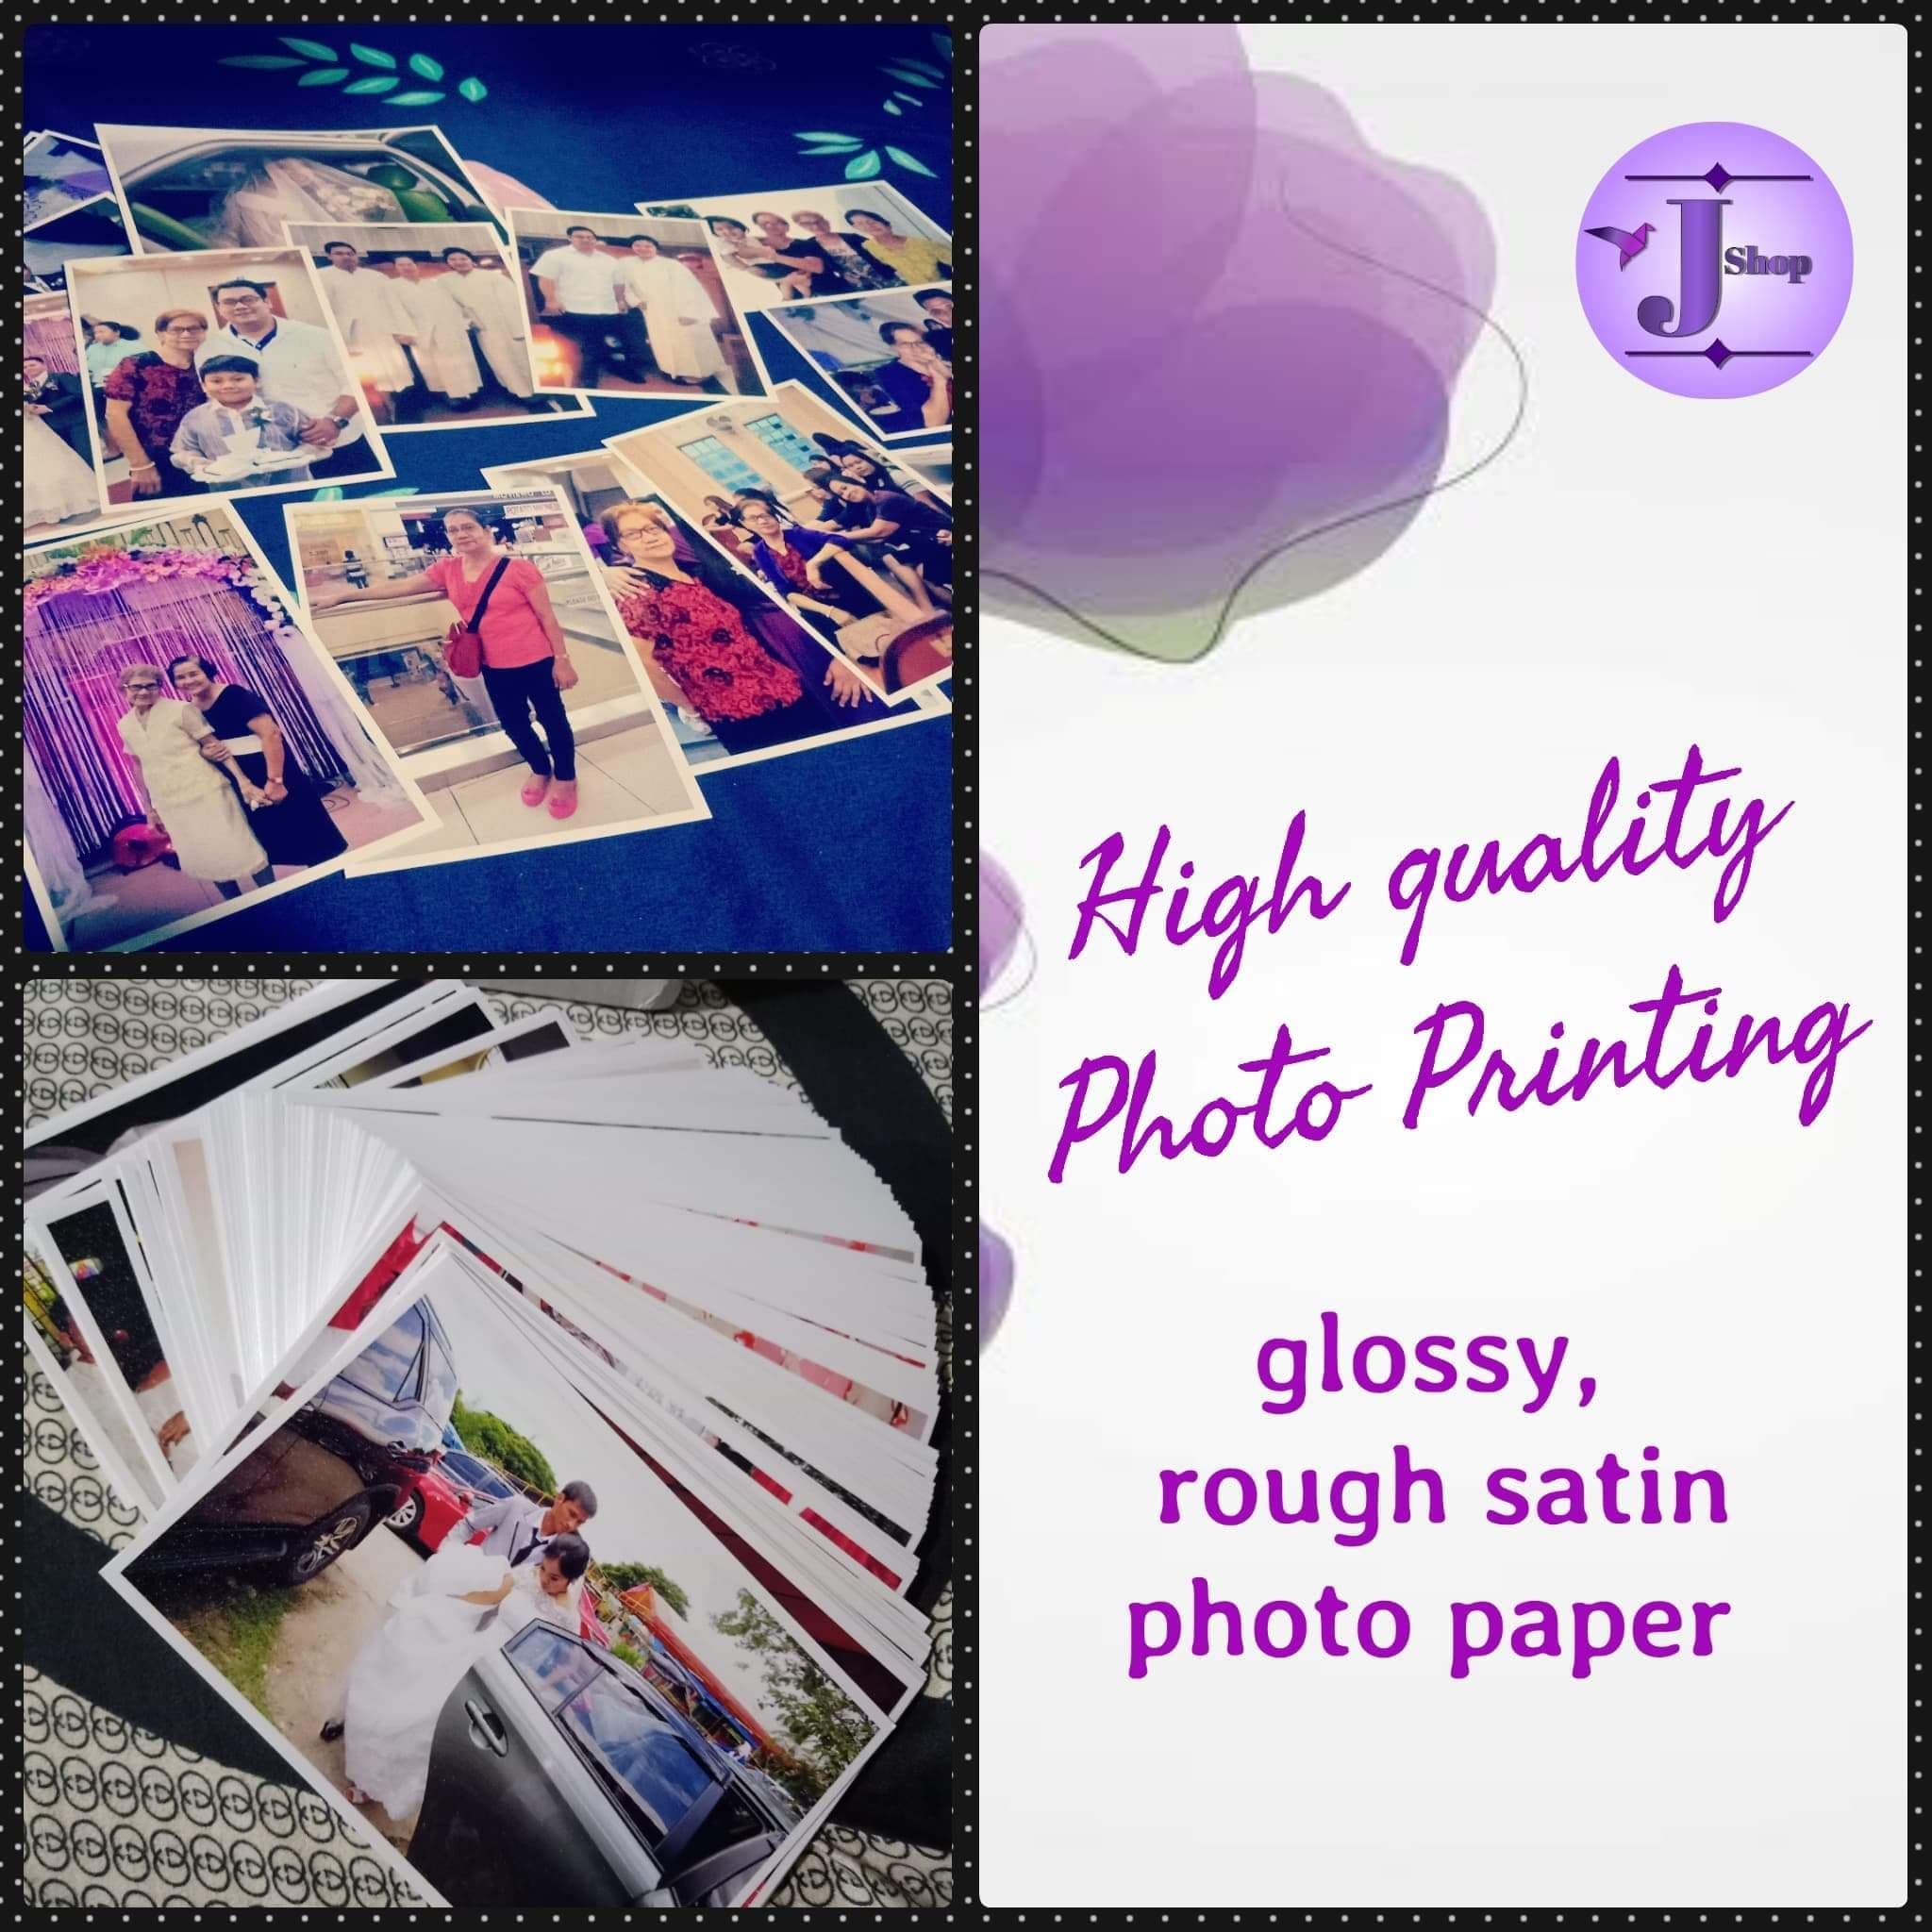 J
Shop
High quality
Photo Printing
glossy,
rough satin
photo paper